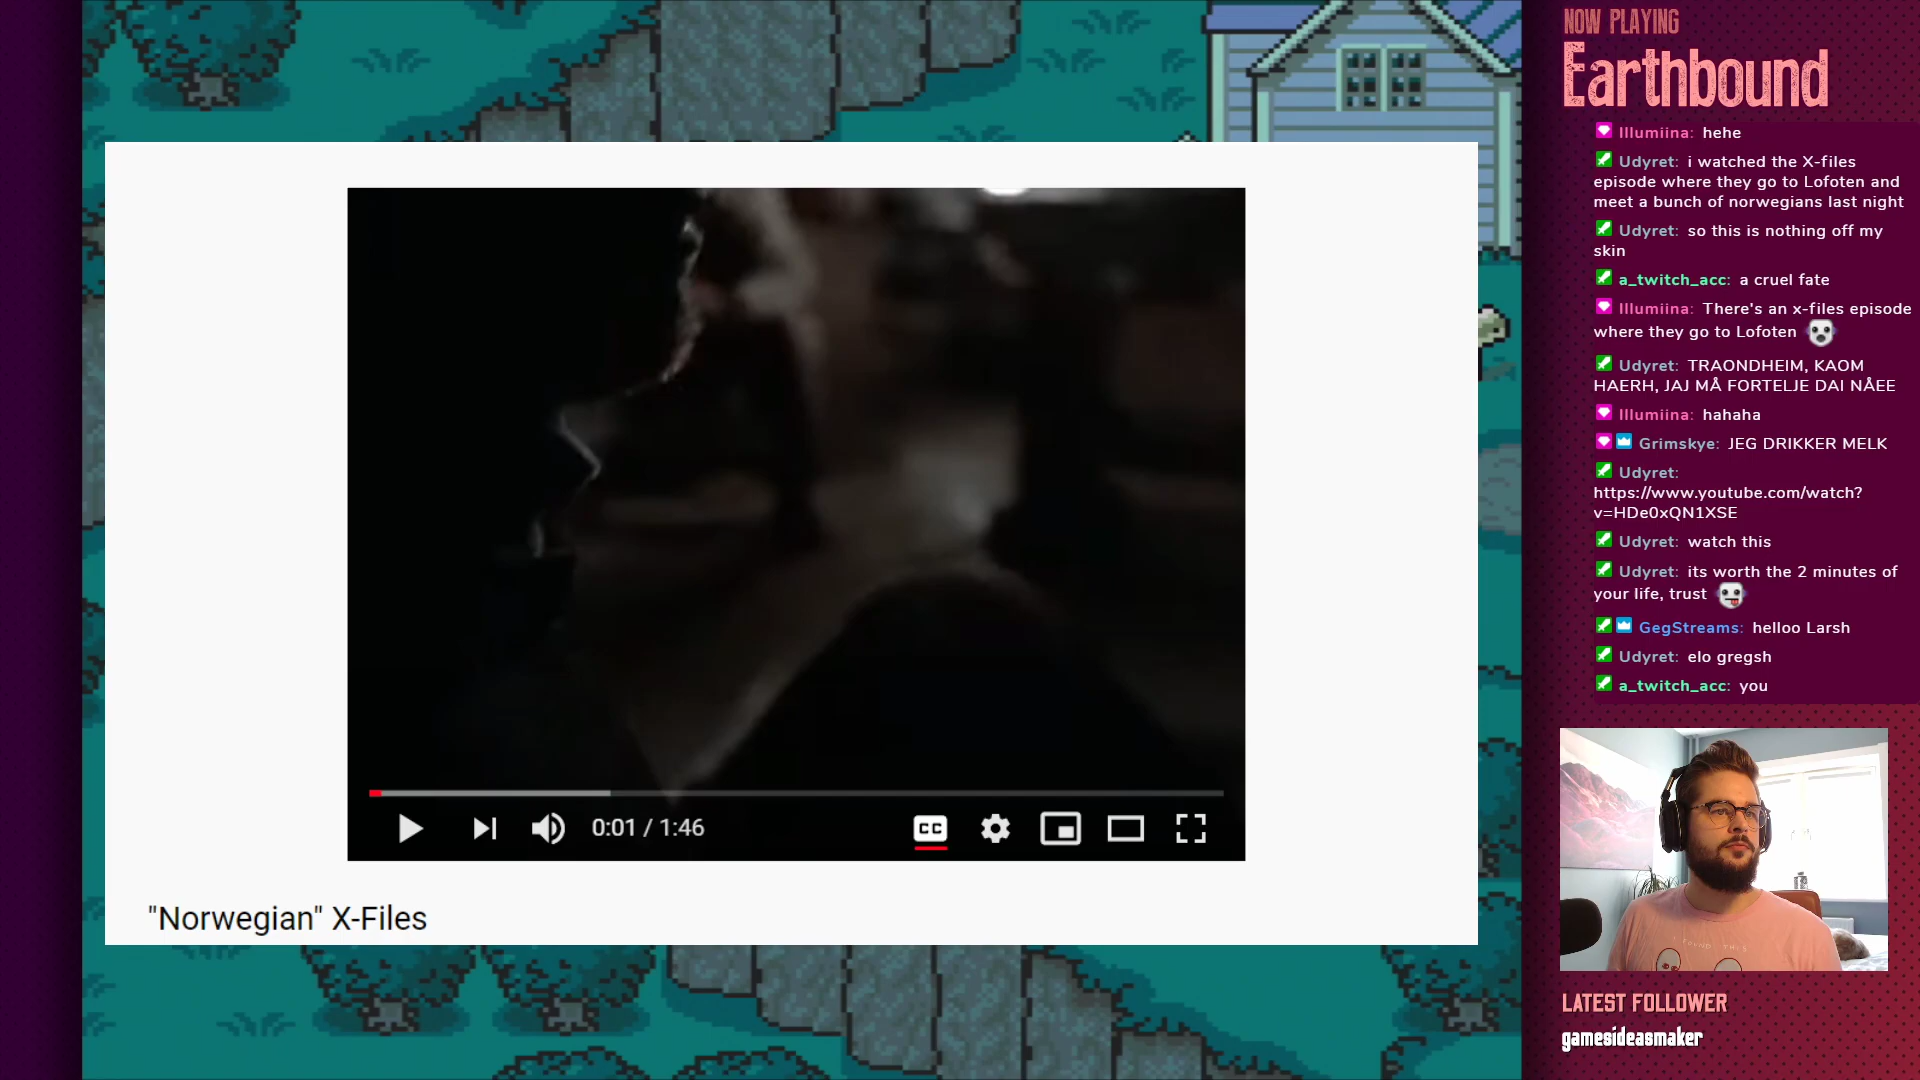 NOW PLAYING
Earthbound
Illumiina: hehe
Udyret: i watched the X-files
episode where they go to Lofoten and
meet a bunch of norwegians last night
Udyret: so this is nothing off my
skin
a_twitch_acc: a cruel fate
Illumiina: There's an x-files episode
where they go to Lofoten
Udyret: TRAONDHEIM, KAOM
HAERH, JAJ MÅ FORTELJE DAI NÅEE
Illumiina: hahaha
Grimskye: JEG DRIKKER MELK
Udyret:
https://www.youtube.com/watch?
v=HDe0xQN1XSE
Udyret: watch this
Udyret: its worth the 2 minutes of
your life, trust
GegStreams: helloo Larsh
Udyret: elo gregsh
a_twitch_acc: you
0:01 / 1:46
CC
"Norwegian" X-Files
LATEST FOLLOWER
gamesideasmaker